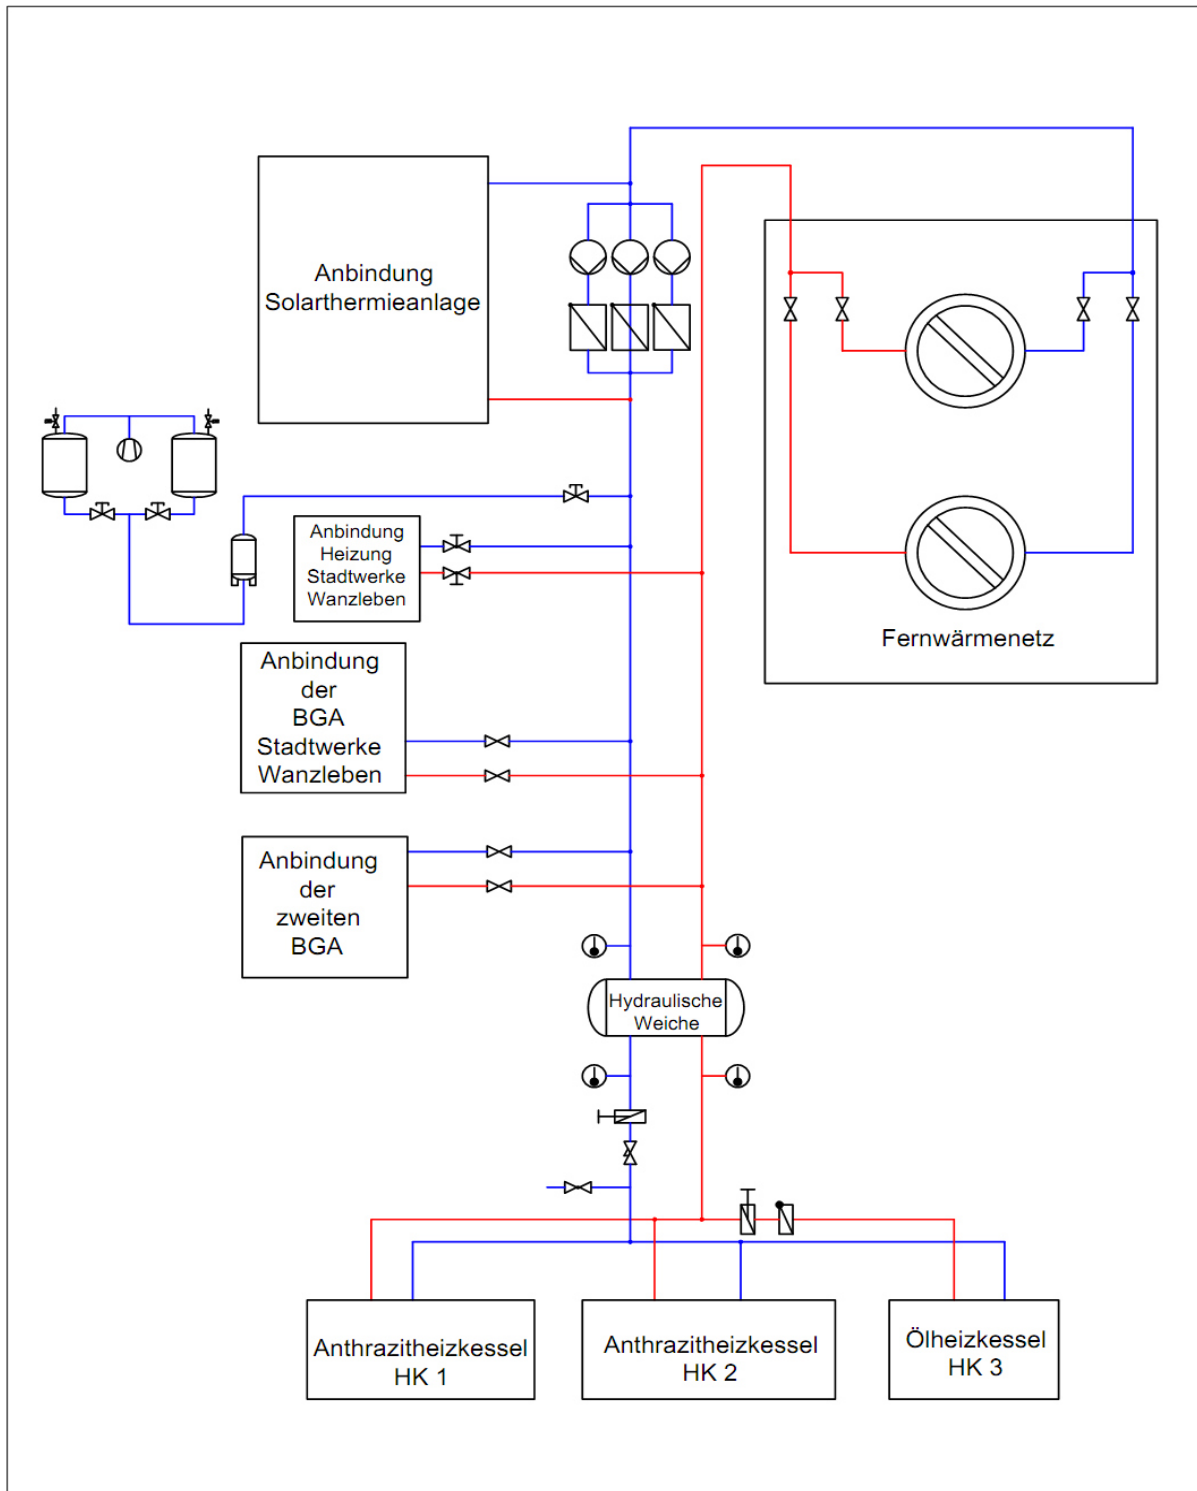 Anbindung
Solarthermieanlage
Anbindung
Heizung
Stadtwerke
Wanzleben
Fernwärmenetz
Anbindung
der
BGA
Stadtwerke
Wanzleben
Anbindung
der
zweiten
BGA
Hydraulische
Weiche
Anthrazitheizkessel
HK 1
Anthrazitheizkessel
HK 2
Ölheizkessel
HK 3